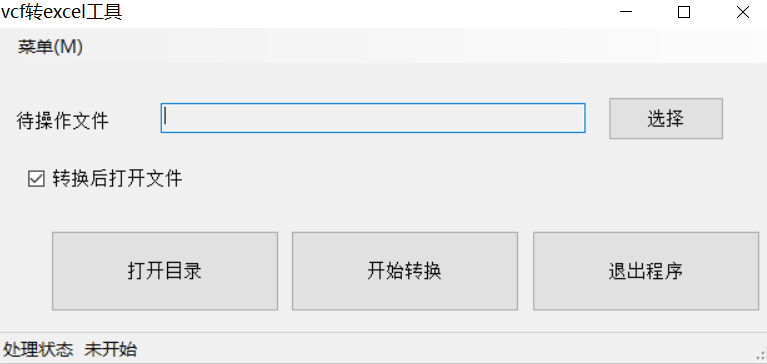 vcf转excel工具
菜单(M)
待操作文件 选择
转换后打开文件
打开目录 开始转换 退出程序
处理状态 未开始